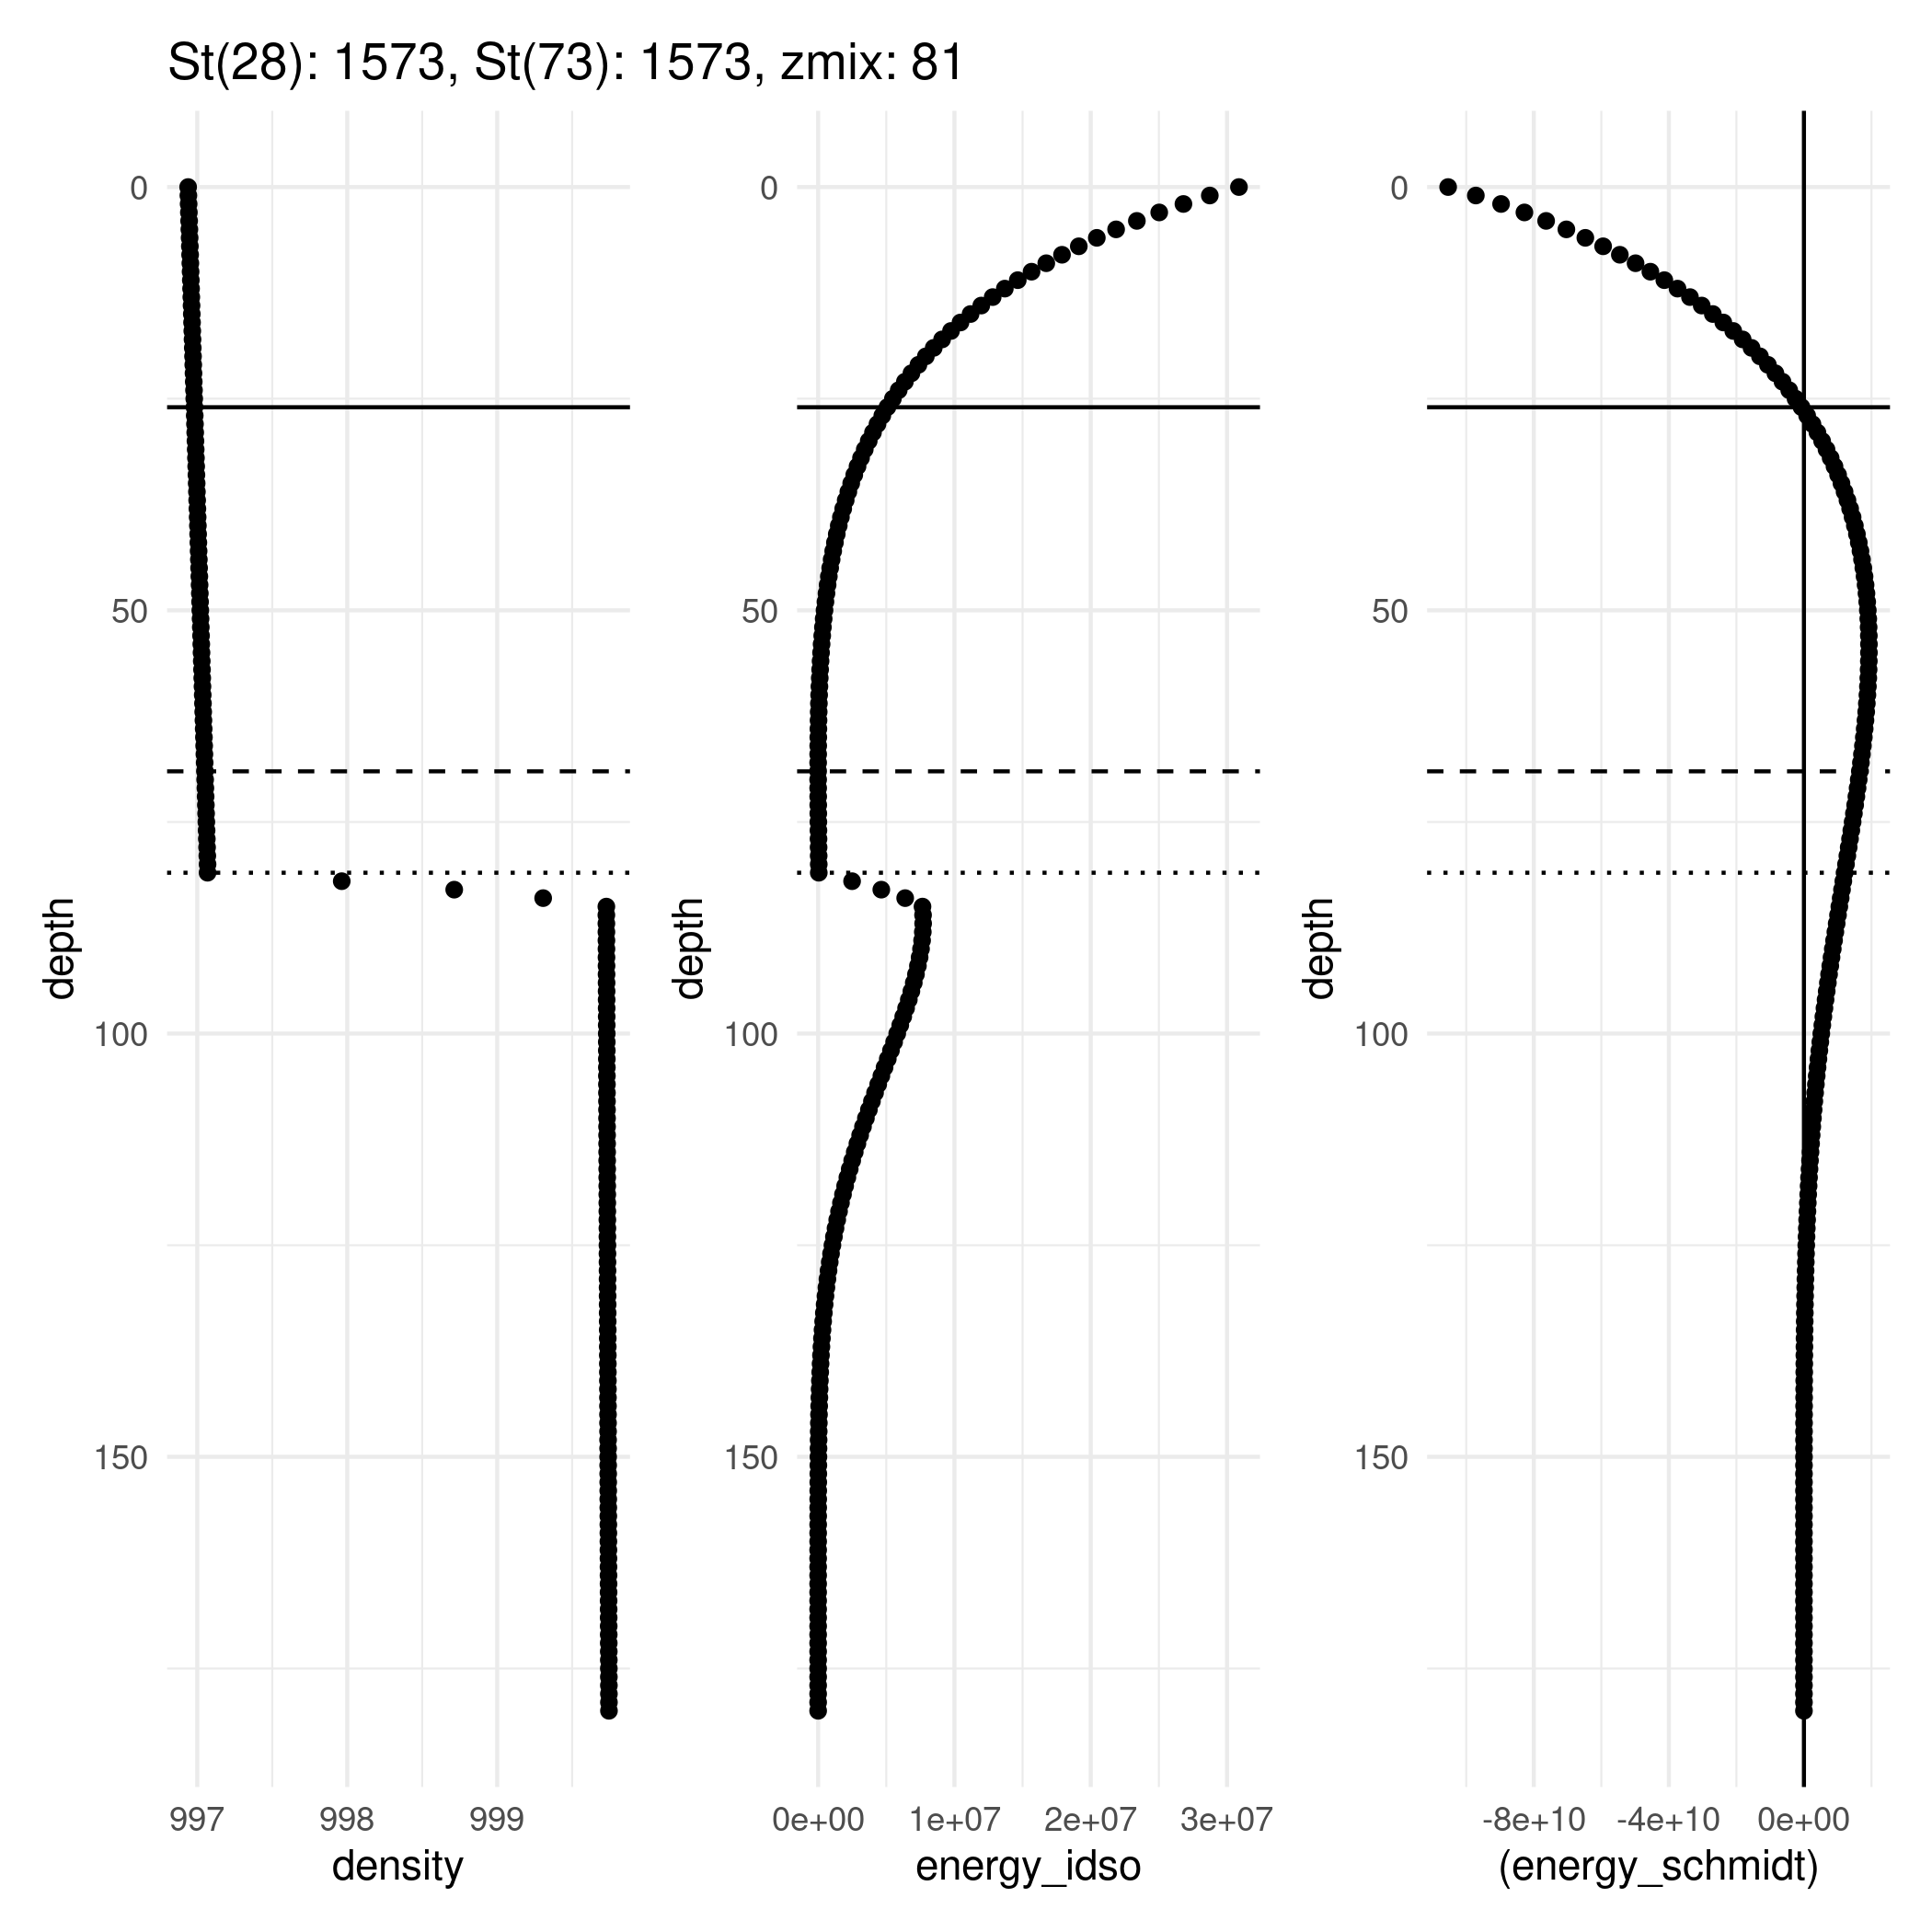 St(28): 1573, St(73): 1573, zmix: 81
0
50
100
150
depth
997 998 999
density
0
50
100
150
depth
0e+00 1e+07 2e+07 3e+07
energy_idso
0
50
100
150
depth
-8e+10 -4e+10 0e+00
(energy_schmidt)